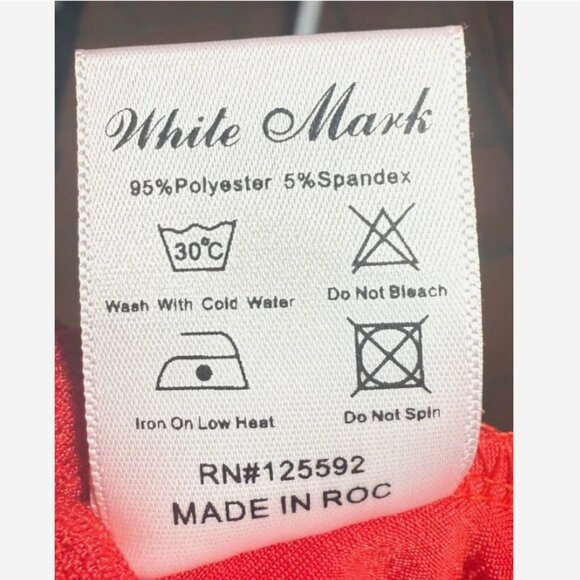 White Mark
95%Polyester 5%Spandex
30°C
Wash With Cold Water
Do Not Bleach
Iron On Low Heat
Do Not Spin
RN#125592
MADE IN ROC